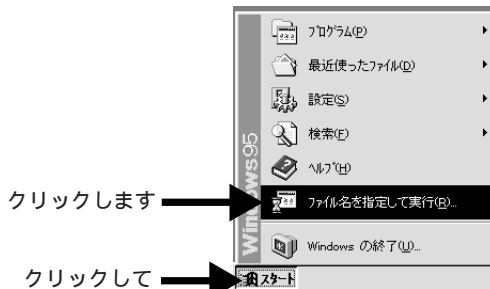 ﾌﾟﾛｸﾞﾗﾑ(P)
最近使ったﾌｧｲﾙ(D)
設定(S)
検索(F)
ﾍﾙﾌﾟ(H)
クリックします
ﾌｧｲﾙ名を指定して実行(R)...
Windows の終了(U)...
Windows95
クリックして
スタート